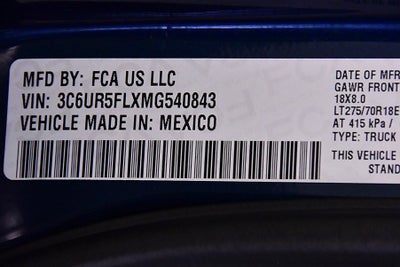 MFD BY: FCA US LLC
VIN: 3C6UR5FLXMG540843
VEHICLE MADE IN: MEXICO
DATE OF MFR
GAWR FRONT
18X8.0
LT275/70R18E
AT 415 kPa /
TYPE: TRUCK
THIS VEHICLE
STAND